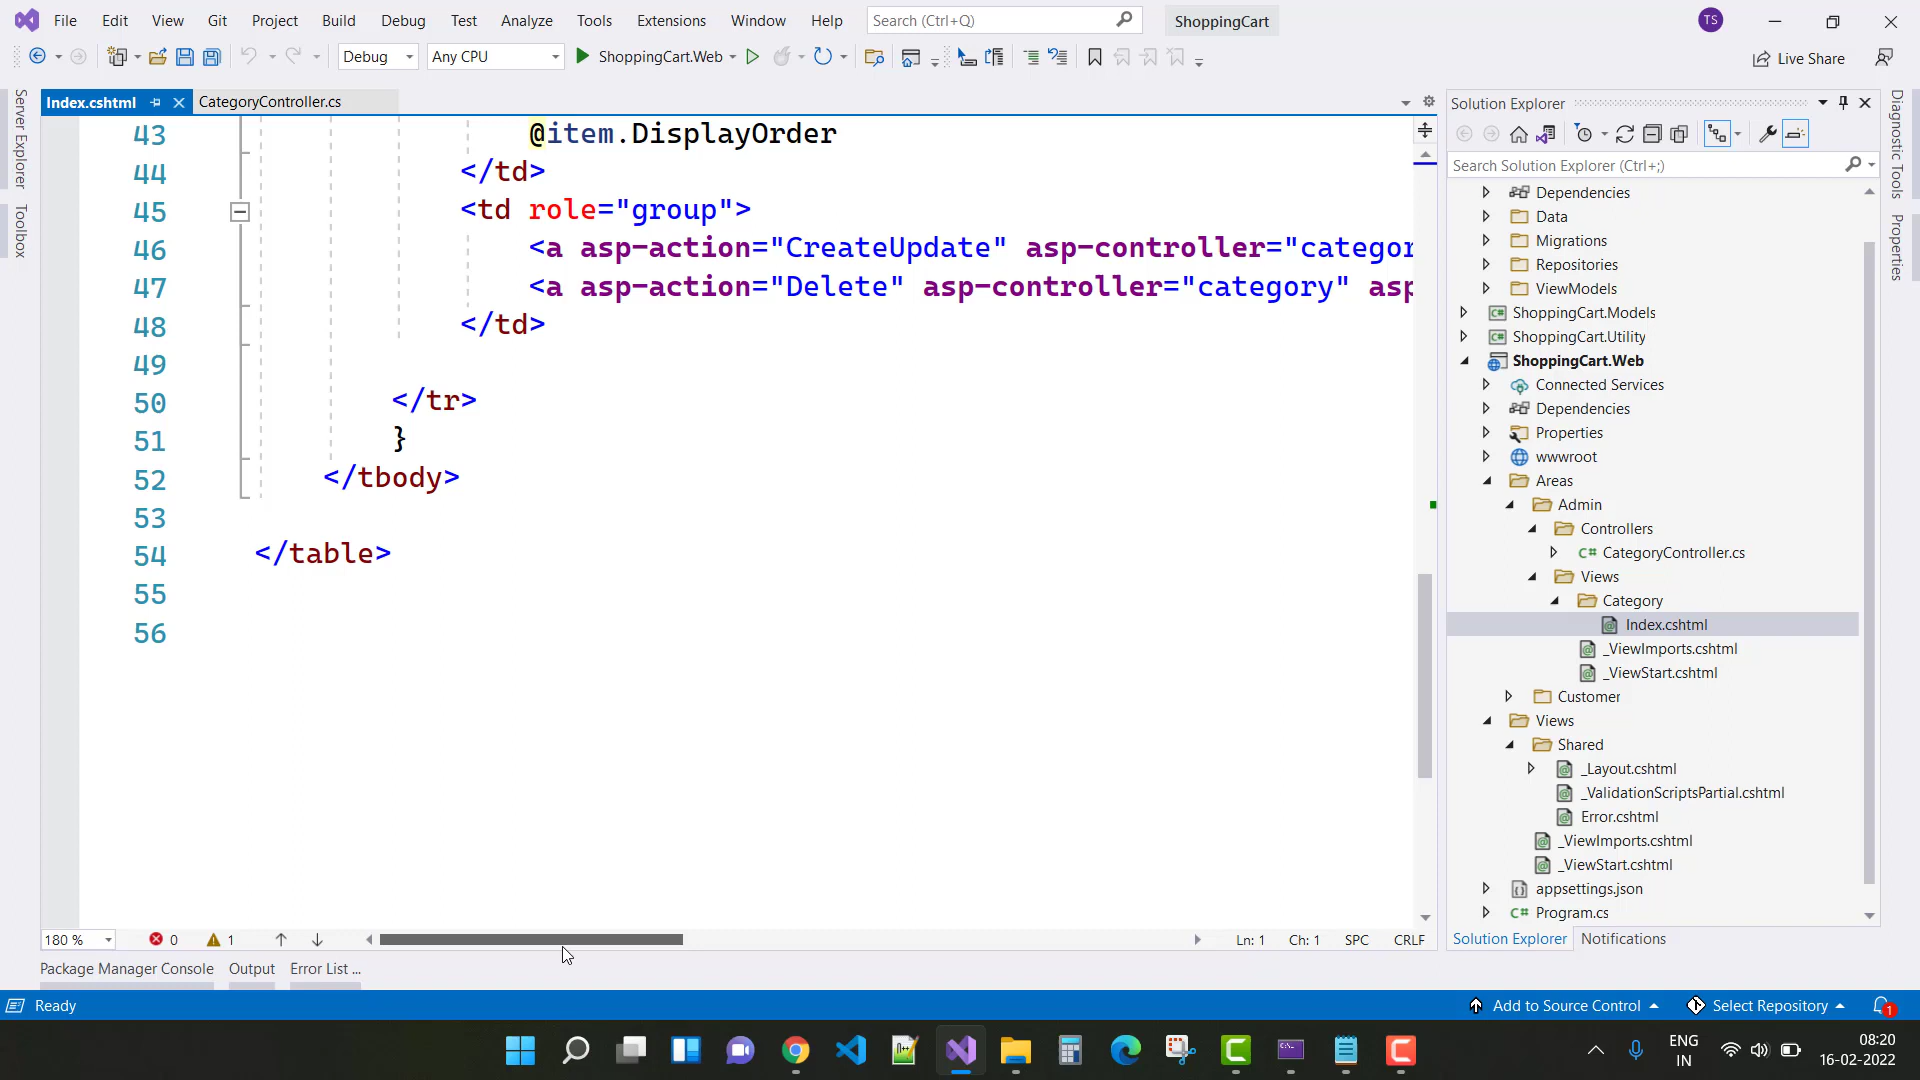 File Edit View Git Project Build Debug Test Analyze Tools Extensions Window Help Search (Ctrl+Q) ShoppingCart TS
Debug Any CPU ShoppingCart.Web Live Share
Index.cshtml CategoryController.cs
Server Explorer
Toolbox
43 @item.DisplayOrder
44 </td>
45 <td role="group">
46 <a asp-action="CreateUpdate" asp-controller="categor
47 <a asp-action="Delete" asp-controller="category" asp
48 </td>
49
50 </tr>
51 }
52 </tbody>
53
54 </table>
55
56
180 % 0 1 Ln: 1 Ch: 1 SPC CRLF
Package Manager Console Output Error List ...
Solution Explorer
Search Solution Explorer (Ctrl+;)
Dependencies
Data
Migrations
Repositories
ViewModels
ShoppingCart.Models
ShoppingCart.Utility
ShoppingCart.Web
Connected Services
Dependencies
Properties
wwwroot
Areas
Admin
Controllers
C# CategoryController.cs
Views
Category
Index.cshtml
_ViewImports.cshtml
_ViewStart.cshtml
Customer
Views
Shared
_Layout.cshtml
_ValidationScriptsPartial.cshtml
Error.cshtml
_ViewImports.cshtml
_ViewStart.cshtml
appsettings.json
C# Program.cs
Solution Explorer Notifications
Diagnostic Tools
Properties
Ready Add to Source Control Select Repository 1
ENG
IN
08:20
16-02-2022